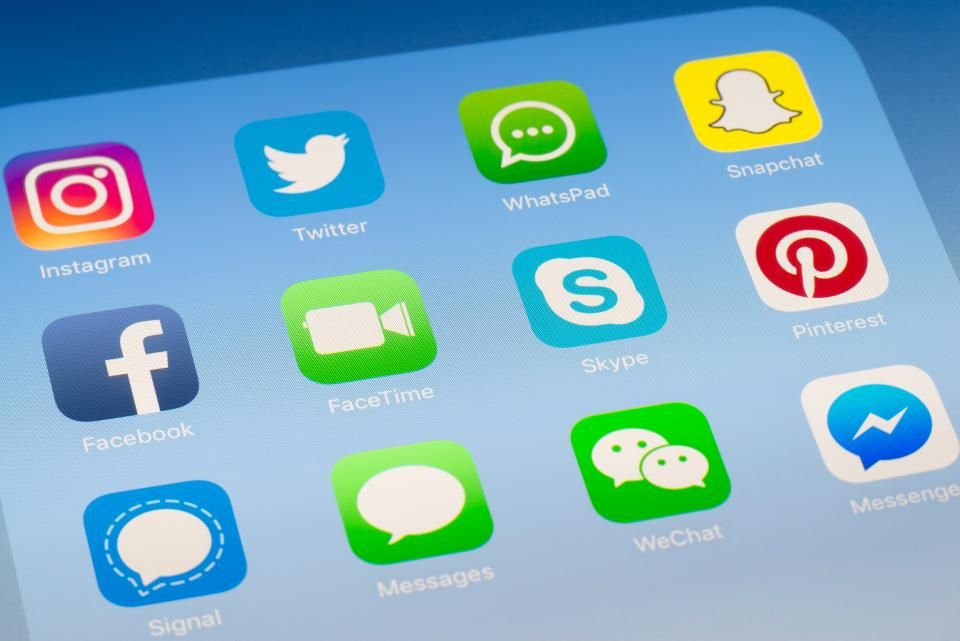 Instagram
Twitter
WhatsPad
Snapchat
Facebook
FaceTime
Skype
Pinterest
Signal
Messages
WeChat
Messenge